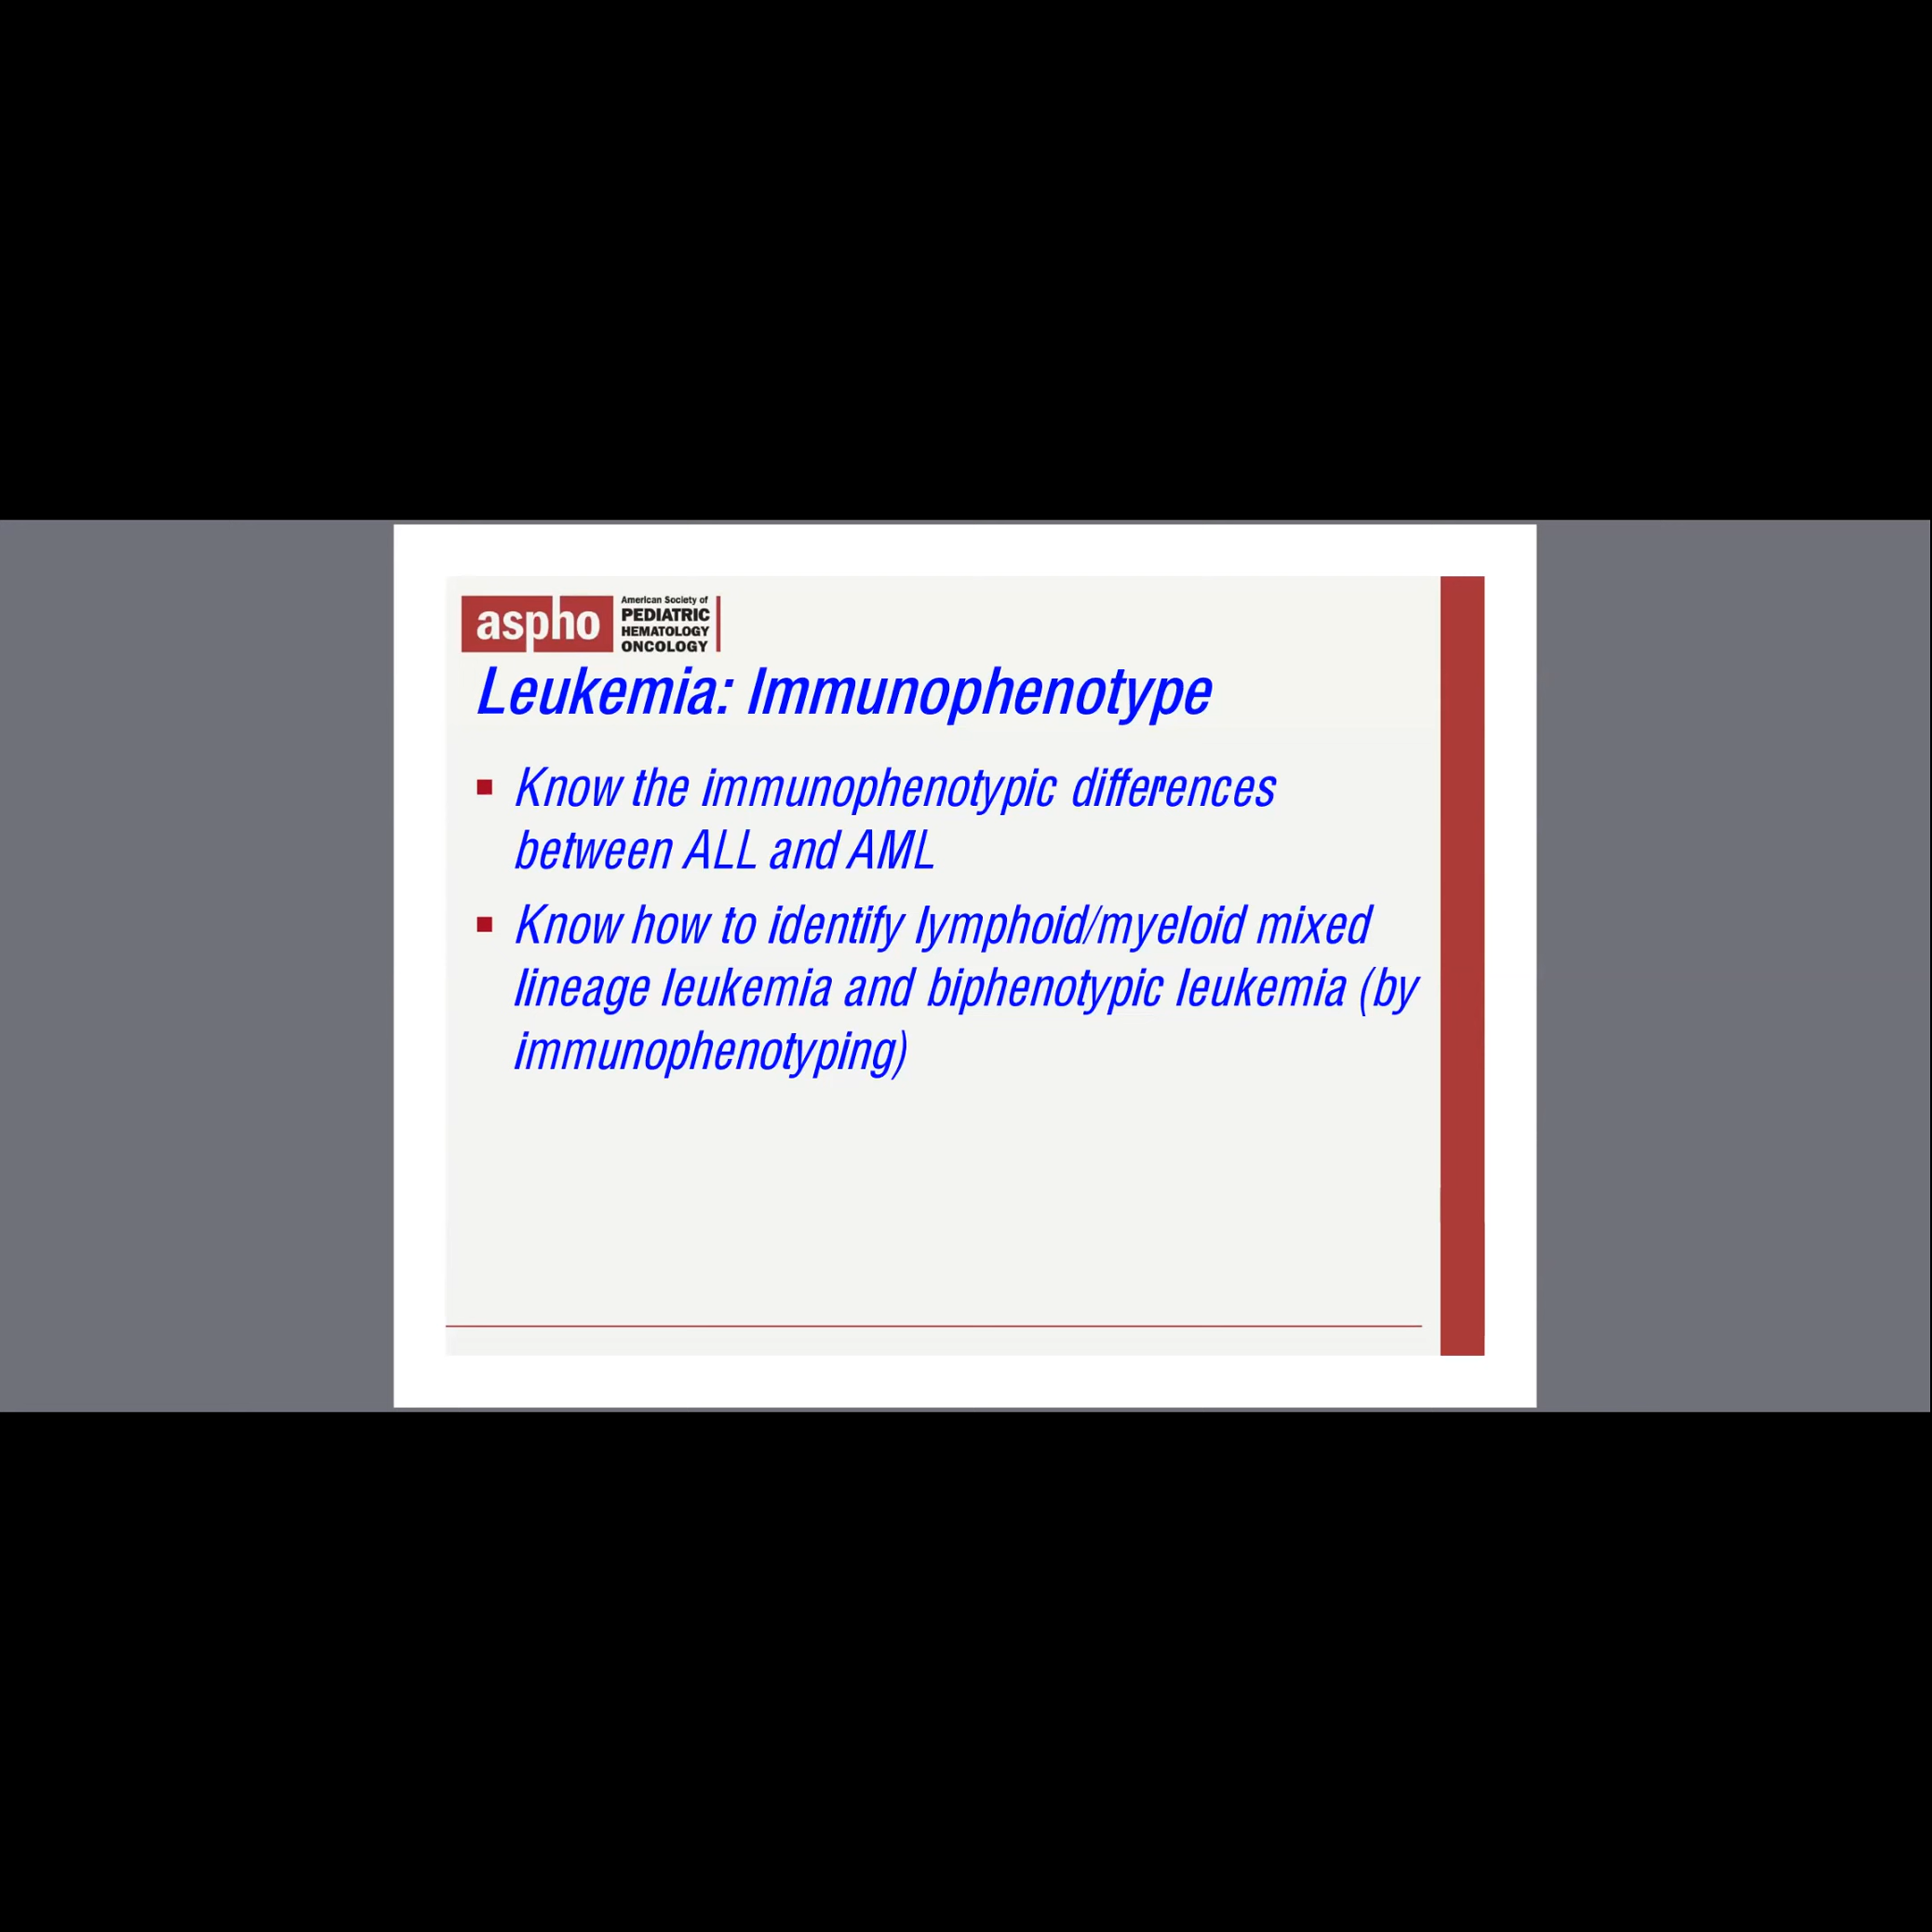 aspho
American Society of
PEDIATRIC
HEMATOLOGY
ONCOLOGY
Leukemia: Immunophenotype
Know the immunophenotypic differences
between ALL and AML
Know how to identify lymphoid/myeloid mixed
lineage leukemia and biphenotypic leukemia (by
immunophenotyping)